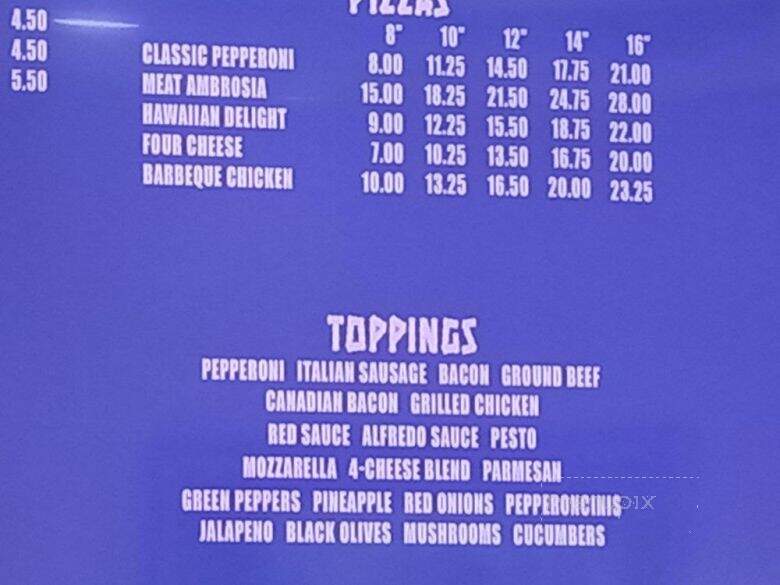 PIZZAS
4.50
4.50
5.50
8" 10" 12" 14" 16"
CLASSIC PEPPERONI 8.00 11.25 14.50 17.75 21.00
MEAT AMBROSIA 15.00 18.25 21.50 24.75 28.00
HAWAIIAN DELIGHT 9.00 12.25 15.50 18.75 22.00
FOUR CHEESE 7.00 10.25 13.50 16.75 20.00
BARBEQUE CHICKEN 10.00 13.25 16.50 20.00 23.25
TOPPINGS
PEPPERONI ITALIAN SAUSAGE BACON GROUND BEEF
CANADIAN BACON GRILLED CHICKEN
RED SAUCE ALFREDO SAUCE PESTO
MOZZARELLA 4-CHEESE BLEND PARMESAN
GREEN PEPPERS PINEAPPLE RED ONIONS PEPPERONCINIS
JALAPENO BLACK OLIVES MUSHROOMS CUCUMBERS